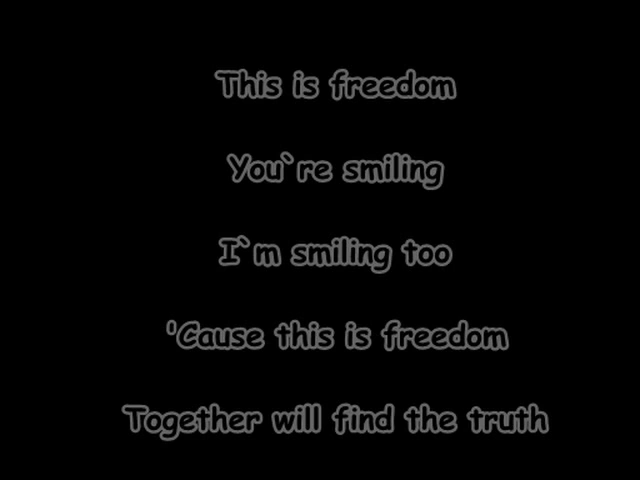 This is freedom
You`re smiling
I`m smiling too
'Cause this is freedom
Together will find the truth